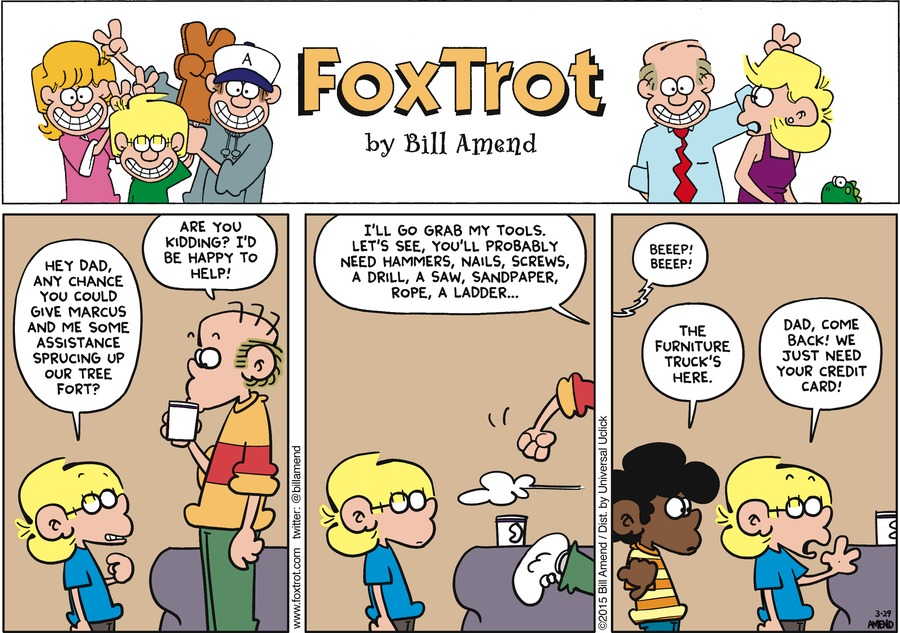 A
FOXTROT
by Bill Amend
HEY DAD,
ANY CHANCE
YOU COULD
GIVE MARCUS
AND ME SOME
ASSISTANCE
SPRUCING UP
OUR TREE
FORT?
ARE YOU
KIDDING? I'D
BE HAPPY TO
HELP!
www.foxtrot.com twitter: @billamend
I'LL GO GRAB MY TOOLS.
LET'S SEE, YOU'LL PROBABLY
NEED HAMMERS, NAILS, SCREWS,
A DRILL, A SAW, SANDPAPER,
ROPE, A LADDER...
©2015 Bill Amend / Dist. by Universal Uclick
BEEEP!
BEEEP!
THE
FURNITURE
TRUCK'S
HERE.
DAD, COME
BACK! WE
JUST NEED
YOUR CREDIT
CARD!
3-29
AMEND